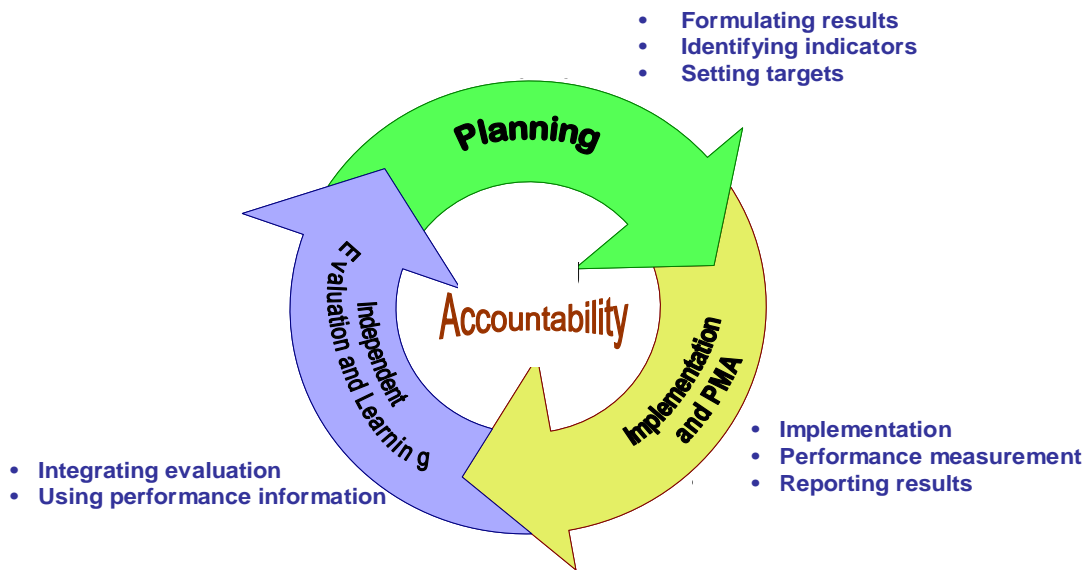 • Formulating results
• Identifying indicators
• Setting targets
Planning
Independent
Evaluation and Learning
Accountability
Implementation
and PMA
• Implementation
• Performance measurement
• Reporting results
• Integrating evaluation
• Using performance information